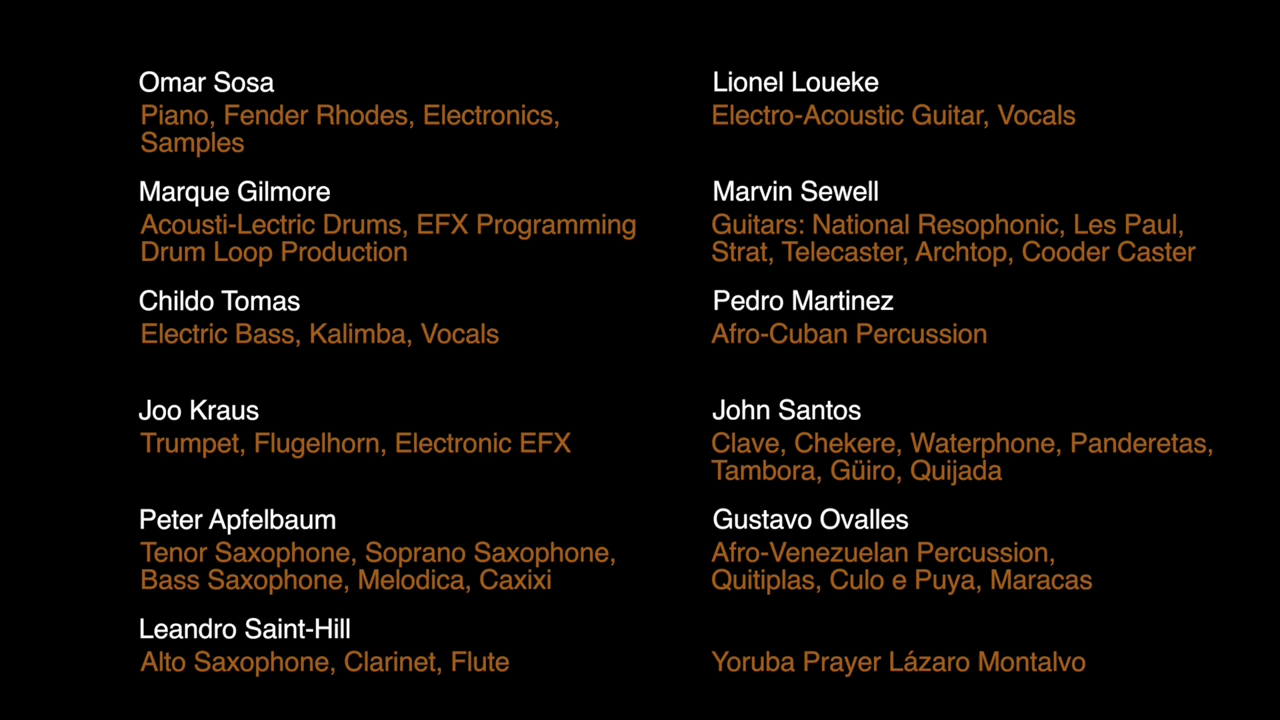 Omar Sosa
Piano, Fender Rhodes, Electronics,
Samples
Marque Gilmore
Acousti-Lectric Drums, EFX Programming
Drum Loop Production
Childo Tomas
Electric Bass, Kalimba, Vocals
Joo Kraus
Trumpet, Flugelhorn, Electronic EFX
Peter Apfelbaum
Tenor Saxophone, Soprano Saxophone,
Bass Saxophone, Melodica, Caxixi
Leandro Saint-Hill
Alto Saxophone, Clarinet, Flute
Lionel Loueke
Electro-Acoustic Guitar, Vocals
Marvin Sewell
Guitars: National Resophonic, Les Paul,
Strat, Telecaster, Archtop, Cooder Caster
Pedro Martinez
Afro-Cuban Percussion
John Santos
Clave, Chekere, Waterphone, Panderetas,
Tambora, Güiro, Quijada
Gustavo Ovalles
Afro-Venezuelan Percussion,
Quitiplas, Culo e Puya, Maracas
Yoruba Prayer Lázaro Montalvo